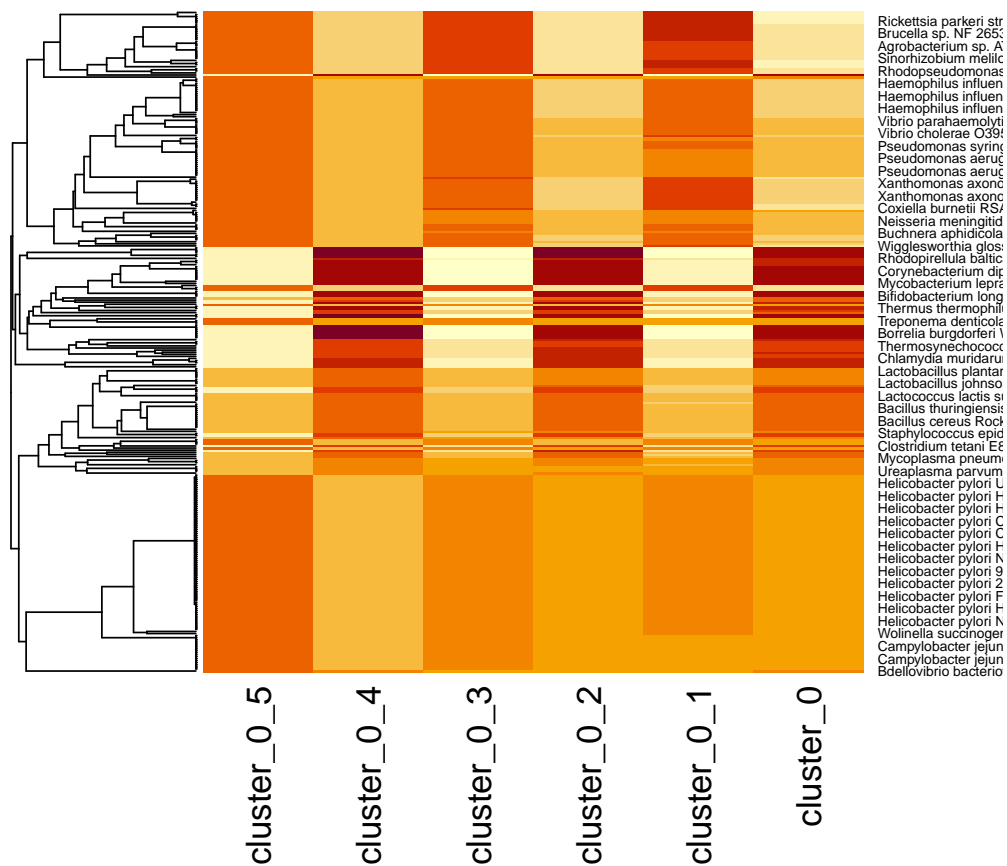 Rickettsia parkeri str
Brucella sp. NF 2653
Agrobacterium sp. AT
Sinorhizobium melilo
Rhodopseudomonas
Haemophilus influen
Haemophilus influen
Haemophilus influen
Vibrio parahaemolyti
Vibrio cholerae O395
Pseudomonas syring
Pseudomonas aerug
Pseudomonas aerug
Xanthomonas axono
Xanthomonas axono
Coxiella burnetii RSA
Neisseria meningitid
Buchnera aphidicola
Wigglesworthia gloss
Rhodopirellula baltica
Corynebacterium dip
Mycobacterium lepra
Bifidobacterium long
Thermus thermophilu
Treponema denticola
Borrelia burgdorferi
Thermosynechococc
Chlamydia muridarun
Lactobacillus plantar
Lactobacillus johnso
Lactococcus lactis su
Bacillus thuringiensis
Bacillus cereus Rock
Staphylococcus epid
Clostridium tetani E8
Mycoplasma pneumo
Ureaplasma parvum
Helicobacter pylori U
Helicobacter pylori H
Helicobacter pylori H
Helicobacter pylori
Helicobacter pylori
Helicobacter pylori H
Helicobacter pylori N
Helicobacter pylori 9
Helicobacter pylori 2
Helicobacter pylori F
Helicobacter pylori H
Helicobacter pylori N
Wolinella succinoger
Campylobacter jejun
Campylobacter jejun
Bdellovibrio bacteriov
cluster_0_5
cluster_0_4
cluster_0_3
cluster_0_2
cluster_0_1
cluster_0